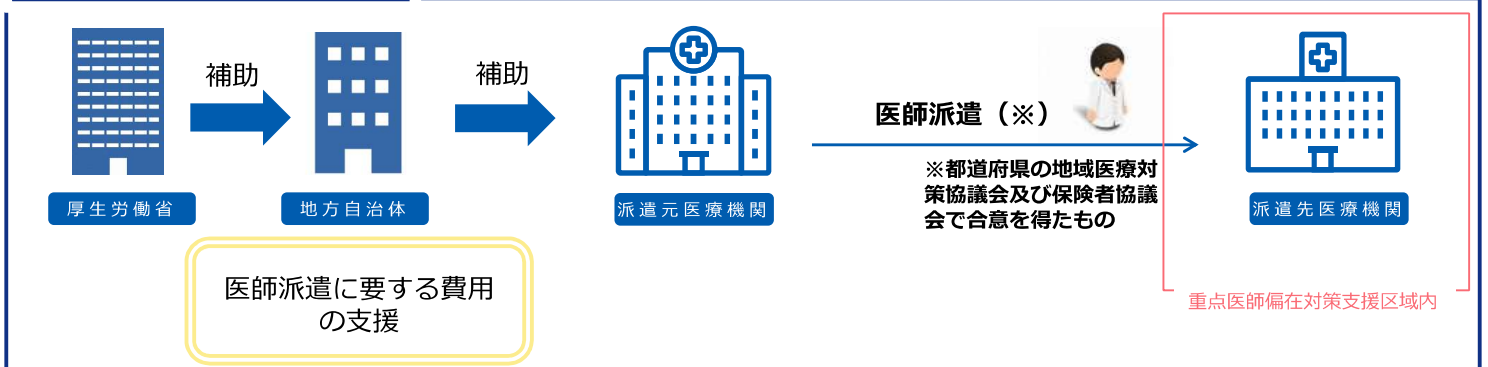 補助
補助
医師派遣（※）
※都道府県の地域医療対
策協議会及び保険者協議
会で合意を得たもの
厚生労働省
地方自治体
派遣元医療機関
派遣先医療機関
医師派遣に要する費用
の支援
重点医師偏在対策支援区域内